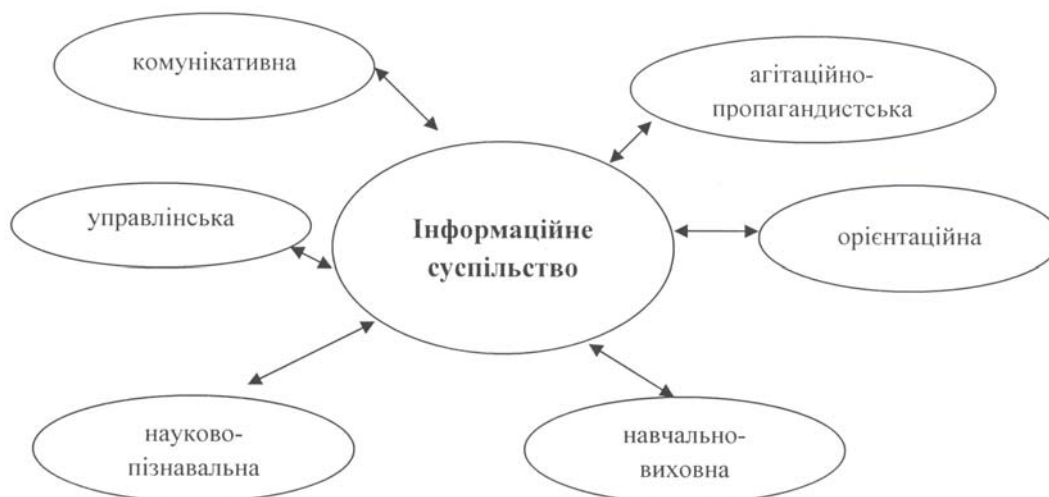 комунікативна
агітаційно-
пропагандистська
управлінська
Інформаційне
суспільство
орієнтаційна
науково-
пізнавальна
навчально-
виховна